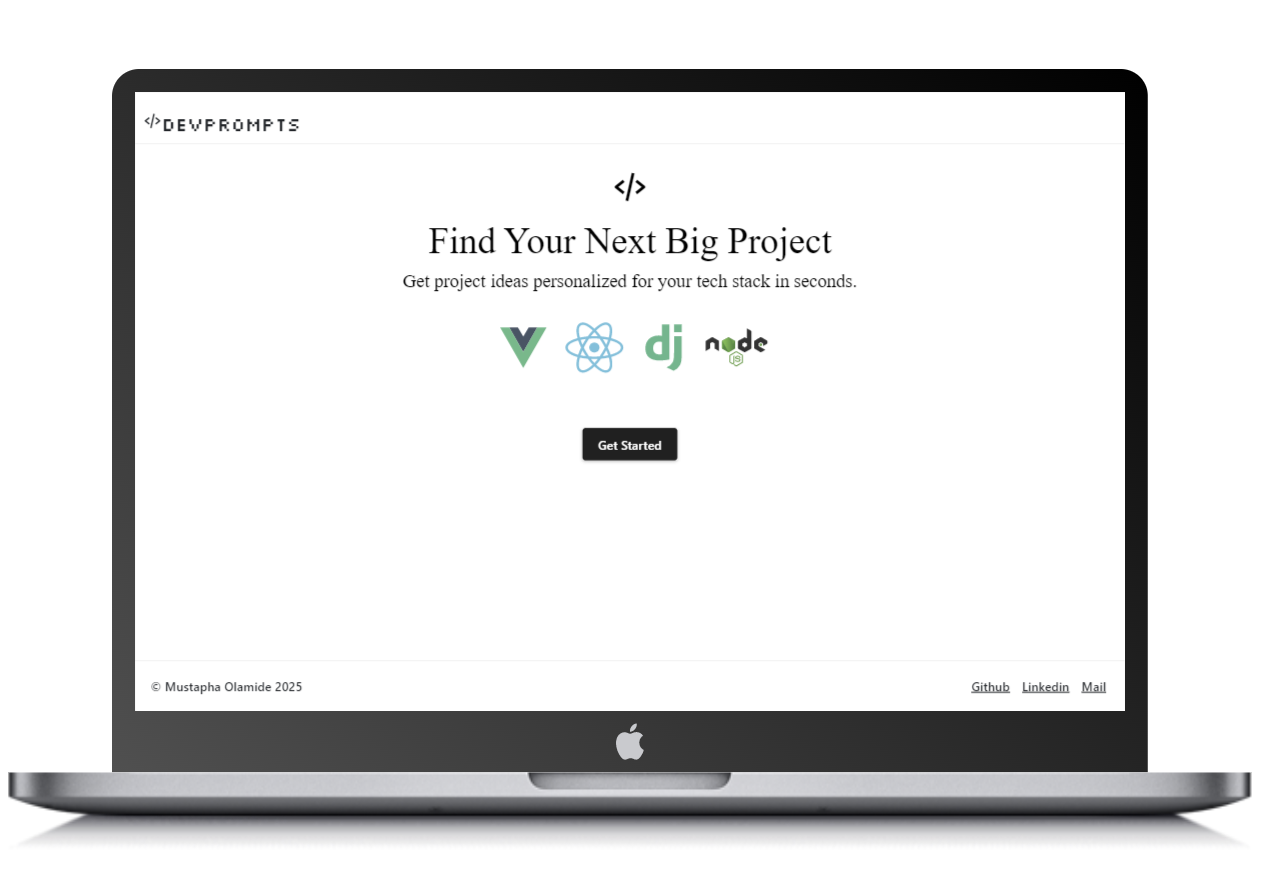 </>DEVPROMPTS
</>
Find Your Next Big Project
Get project ideas personalized for your tech stack in seconds.
dj
node
JS
Get Started
© Mustapha Olamide 2025
Github Linkedin Mail